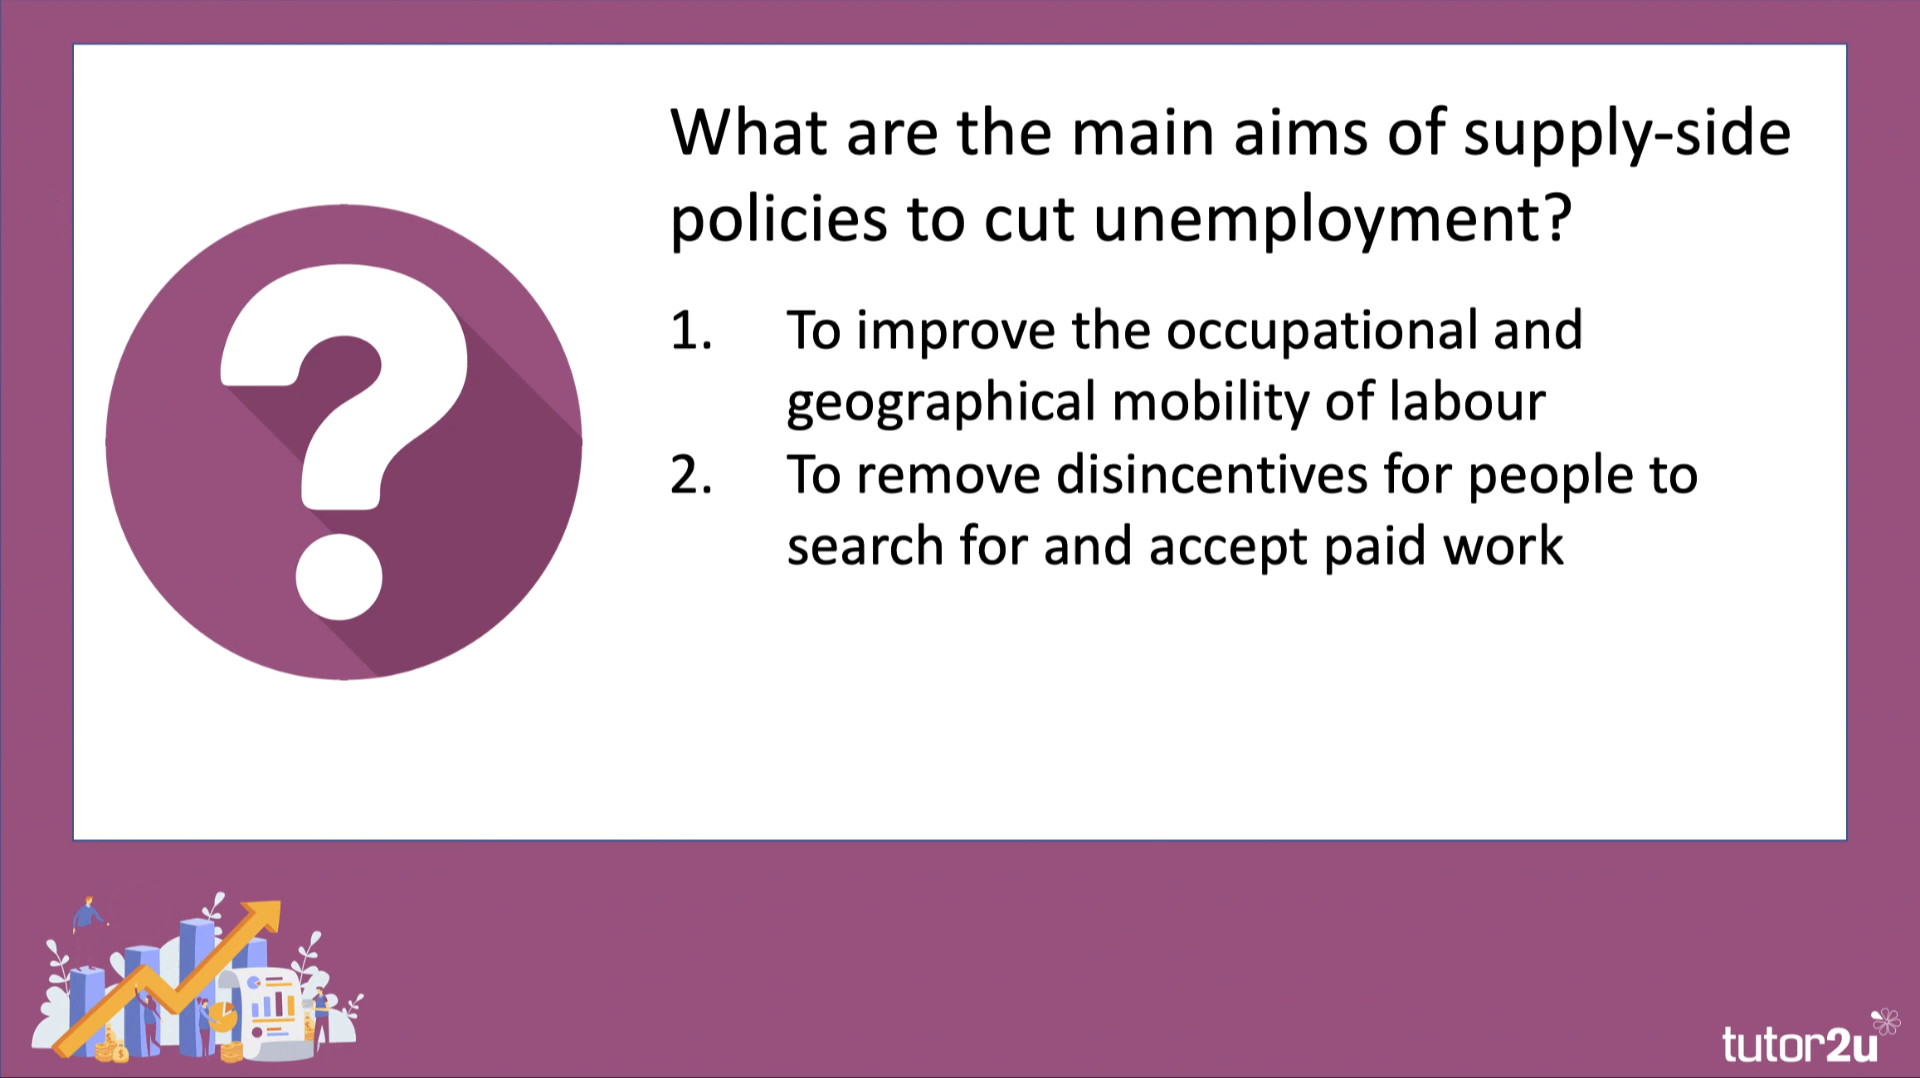 What are the main aims of supply-side
policies to cut unemployment?
1. To improve the occupational and
geographical mobility of labour
2. To remove disincentives for people to
search for and accept paid work
tutor2u